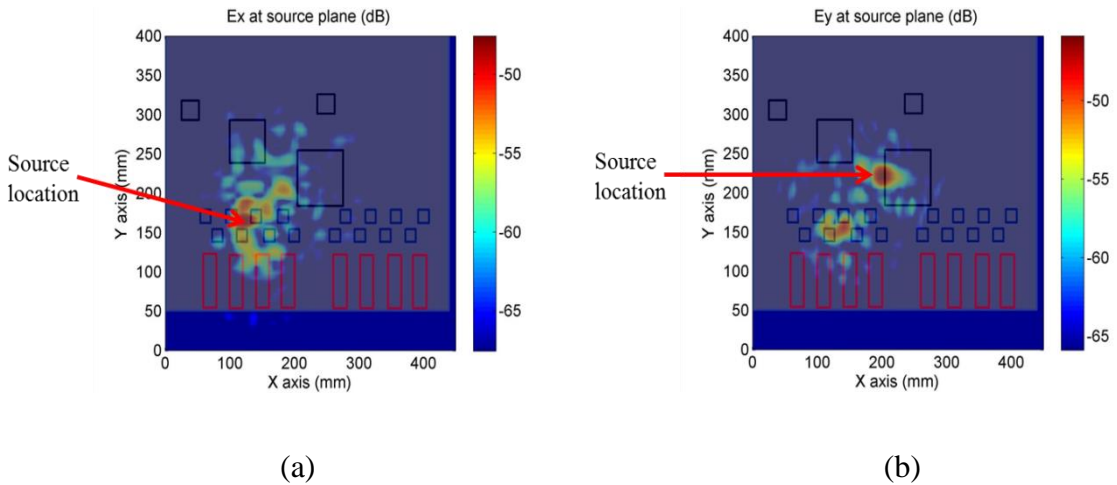 Ex at source plane (dB)
400
350
300
250
200
150
100
50
0
0 100 200 300 400
X axis (mm)
Y axis (mm)
-50
-55
-60
-65
Source
location
(a)
Ey at source plane (dB)
400
350
300
250
200
150
100
50
0
0 100 200 300 400
X axis (mm)
Y axis (mm)
-50
-55
-60
-65
Source
location
(b)